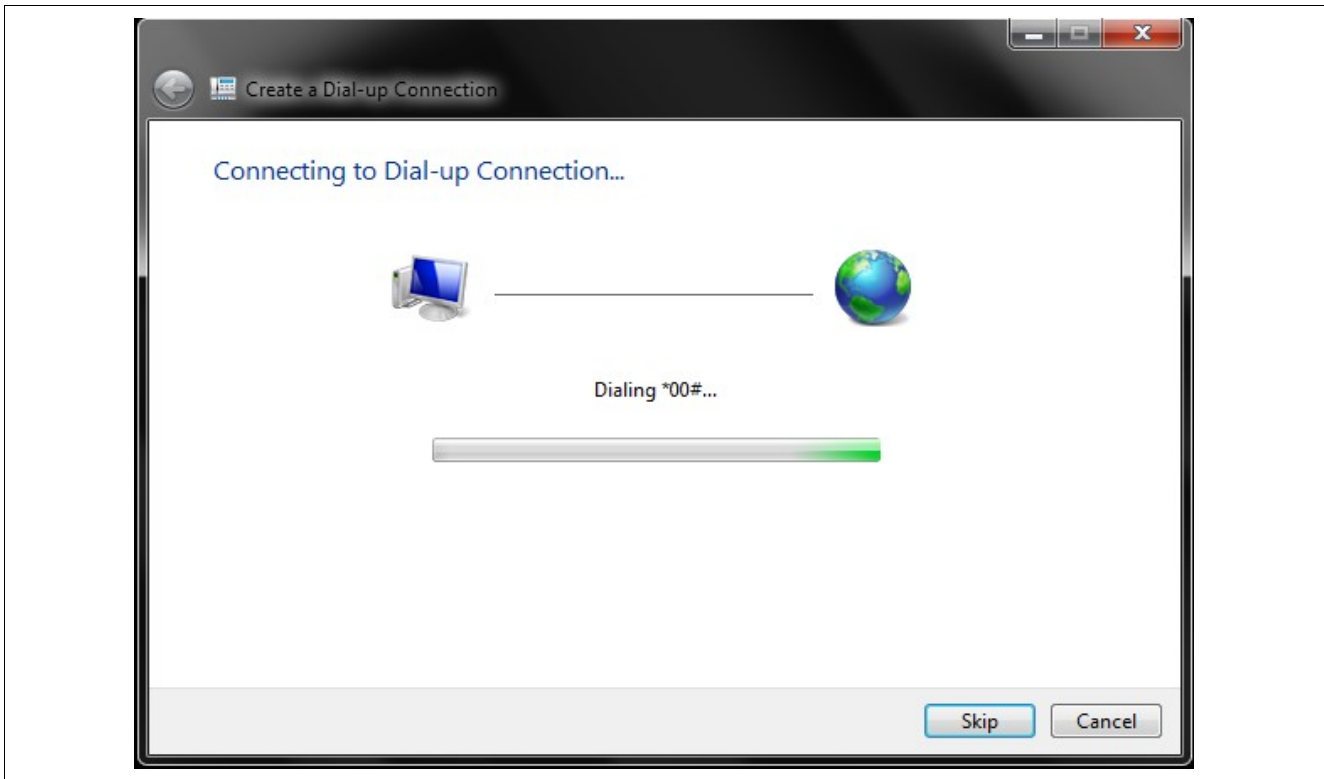 Create a Dial-up Connection
Connecting to Dial-up Connection...
Dialing *00#...
Skip
Cancel